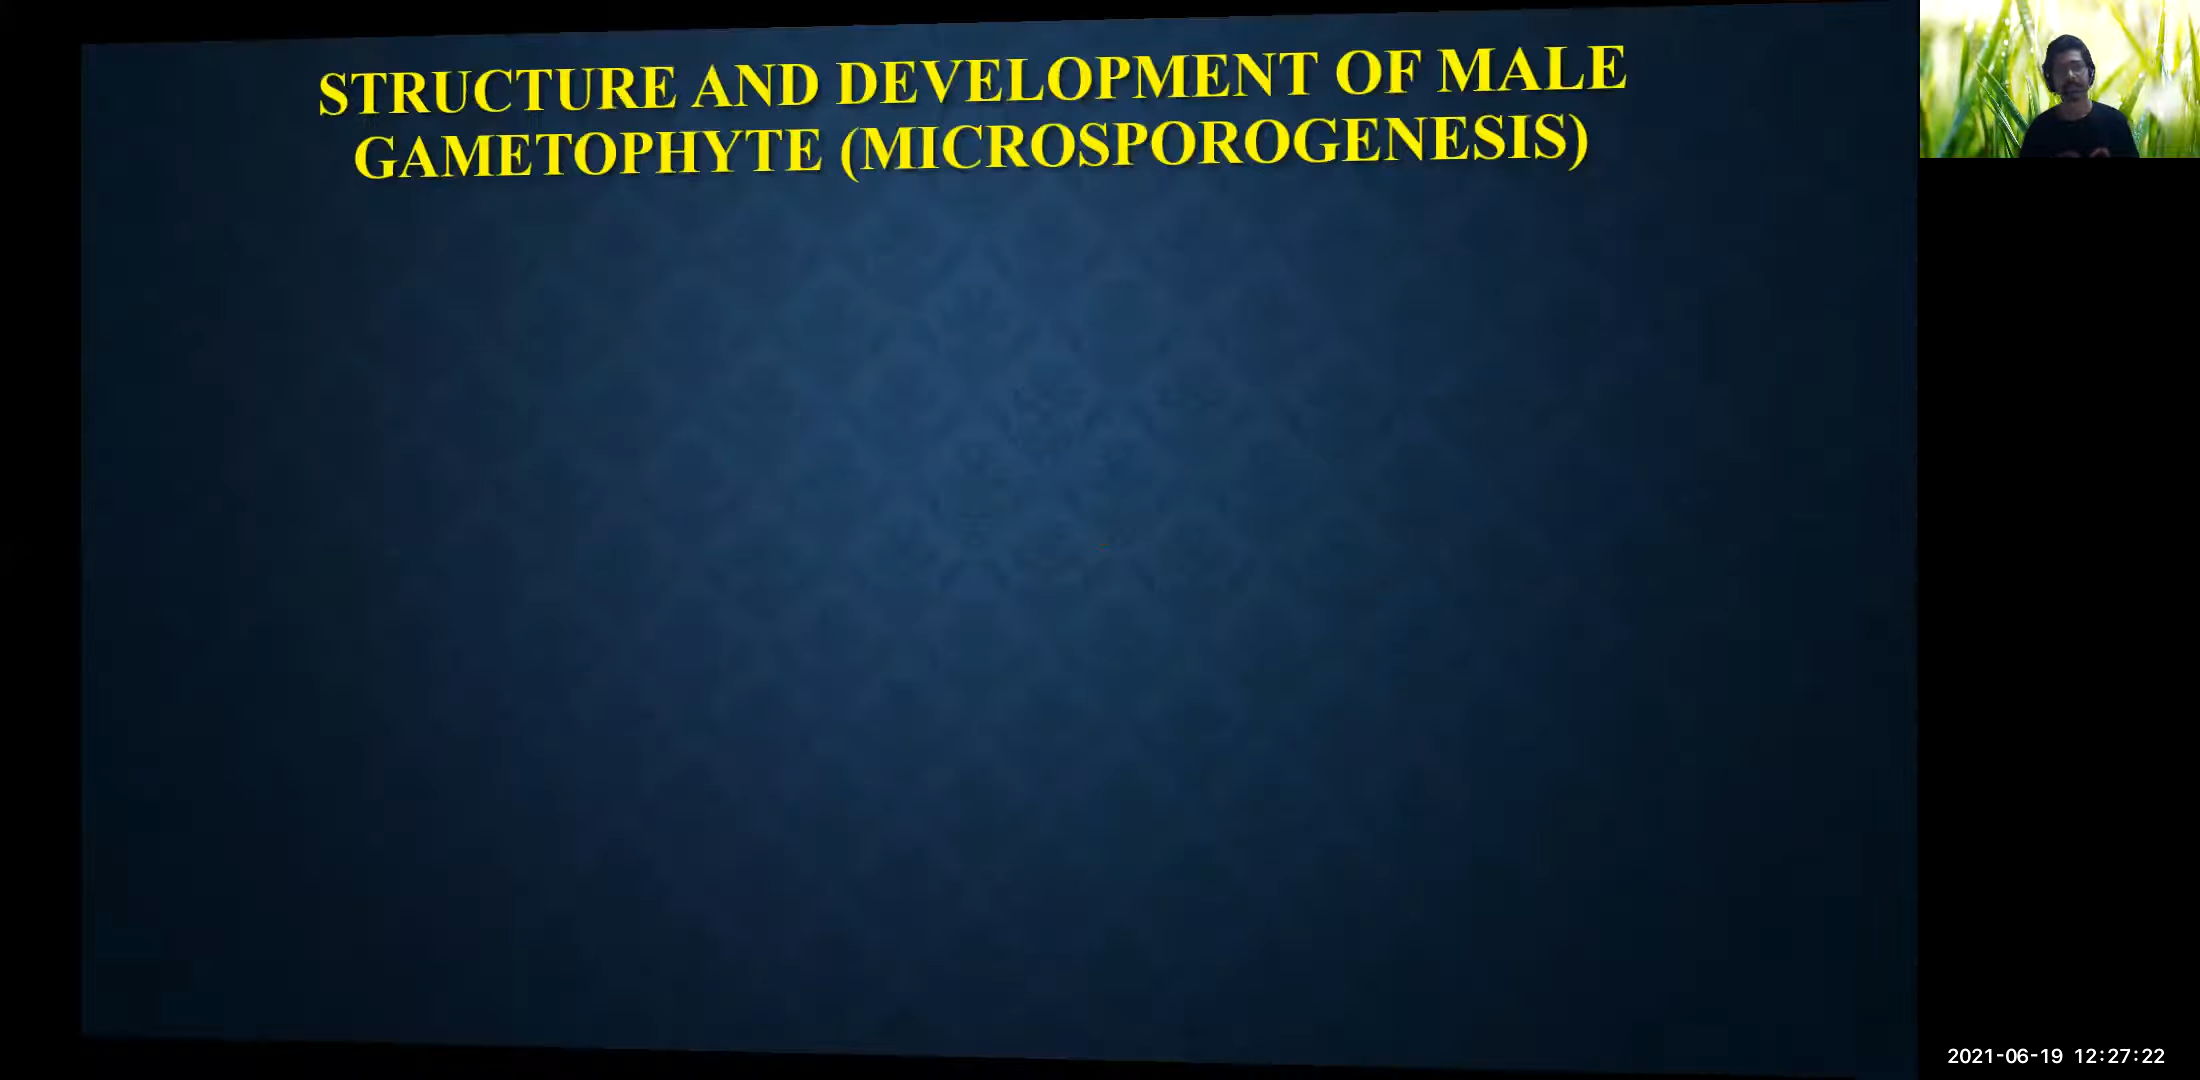 STRUCTURE AND DEVELOPMENT OF MALE
GAMETOPHYTE (MICROSPOROGENESIS)
2021-06-19 12:27:22